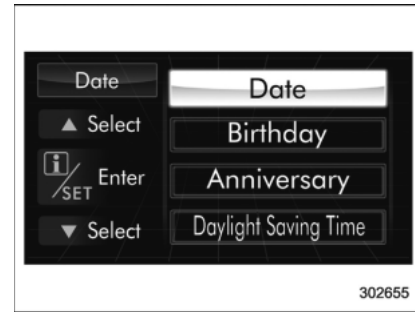 Date
▲ Select
i/SET Enter
▼ Select
Date
Birthday
Anniversary
Daylight Saving Time
302655